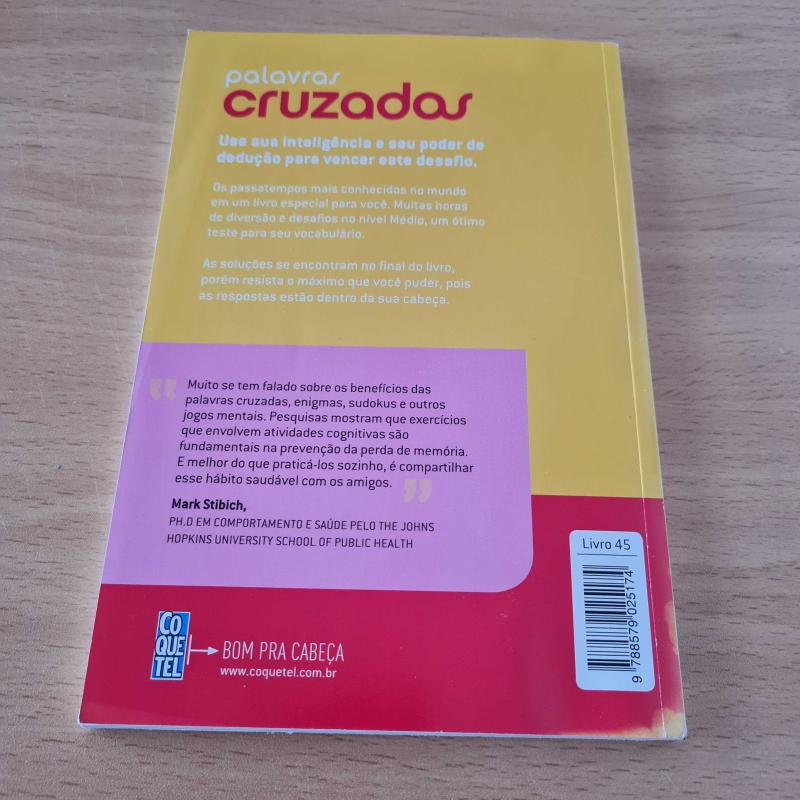 palavras
cruzadas
Use sua inteligência e seu poder de
dedução para vencer este desafio.
Os passatempos mais conhecidos no mundo
em um livro especial para você. Muitas horas
de diversão e desafios no nível Médio, um ótimo
teste para seu vocabulário.
As soluções se encontram no final do livro,
porém resista o máximo que você puder, pois
as respostas estão dentro da sua cabeça.
“
Muito se tem falado sobre os benefícios das
palavras cruzadas, enigmas, sudokus e outros
jogos mentais. Pesquisas mostram que exercícios
que envolvem atividades cognitivas são
fundamentais na prevenção da perda de memória.
E melhor do que praticá-los sozinho, é compartilhar
esse hábito saudável com os amigos. ”
Mark Stibich,
PH.D EM COMPORTAMENTO E SAÚDE PELO THE JOHNS
HOPKINS UNIVERSITY SCHOOL OF PUBLIC HEALTH
Livro 45
9 788579 025174
CO
QUE
TEL
BOM PRA CABEÇA
www.coquetel.com.br